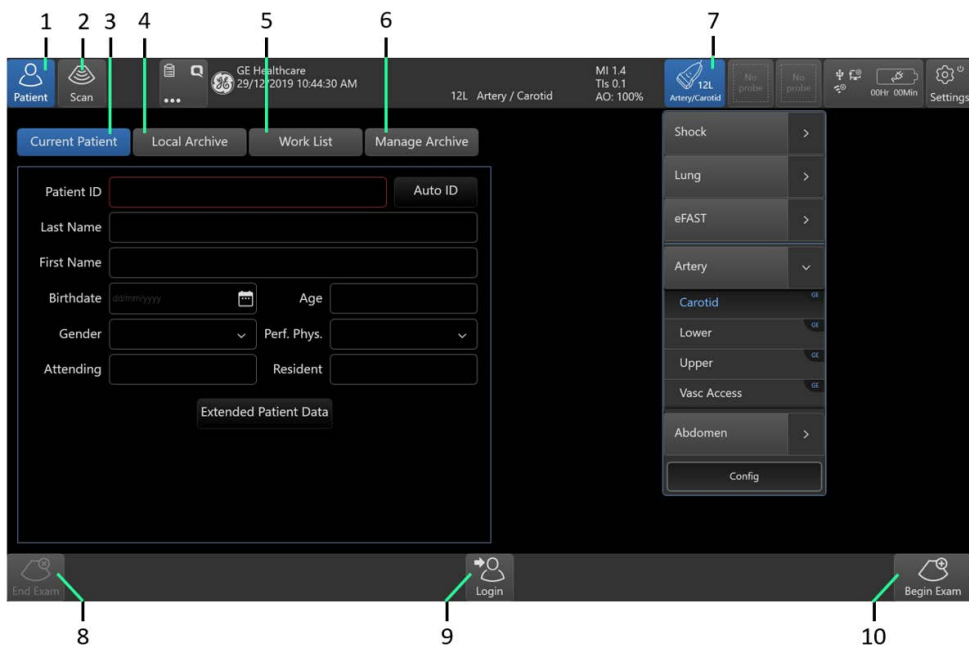 1 2 3 4 5 6 7
Patient
Scan
GE Healthcare
29/12/2019 10:44:30 AM
12L Artery / Carotid
MI 1.4
TIs 0.1
AO: 100%
12L
Artery/Carotid
No
probe
No
probe
00Hr 00Min
Settings
Current Patient Local Archive Work List Manage Archive
Patient ID Auto ID
Last Name
First Name
Birthdate dd/mm/yyyy Age
Gender Perf. Phys.
Attending Resident
Extended Patient Data
Shock
Lung
eFAST
Artery
Carotid GE
Lower GE
Upper GE
Vasc Access GE
Abdomen
Config
End Exam
Login
Begin Exam
8 9 10